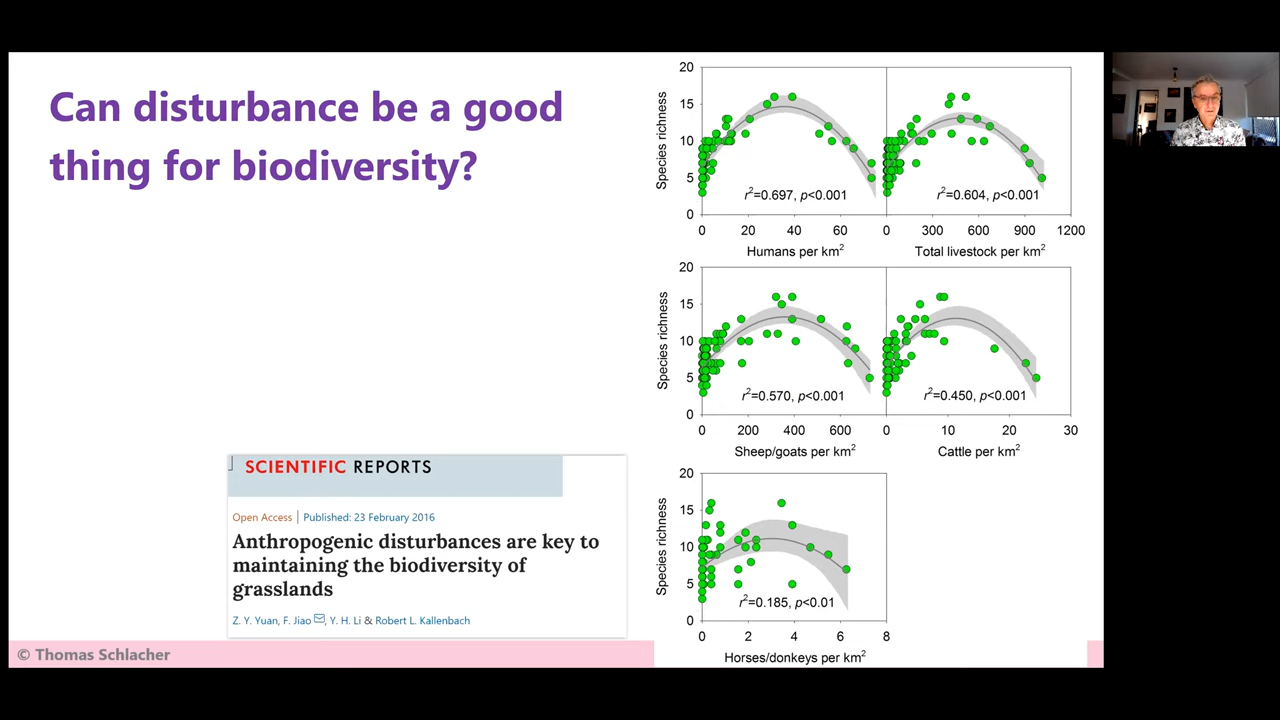 Can disturbance be a good
thing for biodiversity?
SCIENTIFIC REPORTS
Open Access | Published: 23 February 2016
Anthropogenic disturbances are key to
maintaining the biodiversity of
grasslands
Z. Y. Yuan, F. Jiao, Y. H. Li & Robert L. Kallenbach
© Thomas Schlacher
20
15
10
5
0
Species richness
r²=0.697, p<0.001
0 20 40 60
Humans per km²
r²=0.604, p<0.001
0 300 600 900 1200
Total livestock per km²
20
15
10
5
0
Species richness
r²=0.570, p<0.001
0 200 400 600
Sheep/goats per km²
r²=0.450, p<0.001
0 10 20 30
Cattle per km²
20
15
10
5
0
Species richness
r²=0.185, p<0.01
0 2 4 6 8
Horses/donkeys per km²